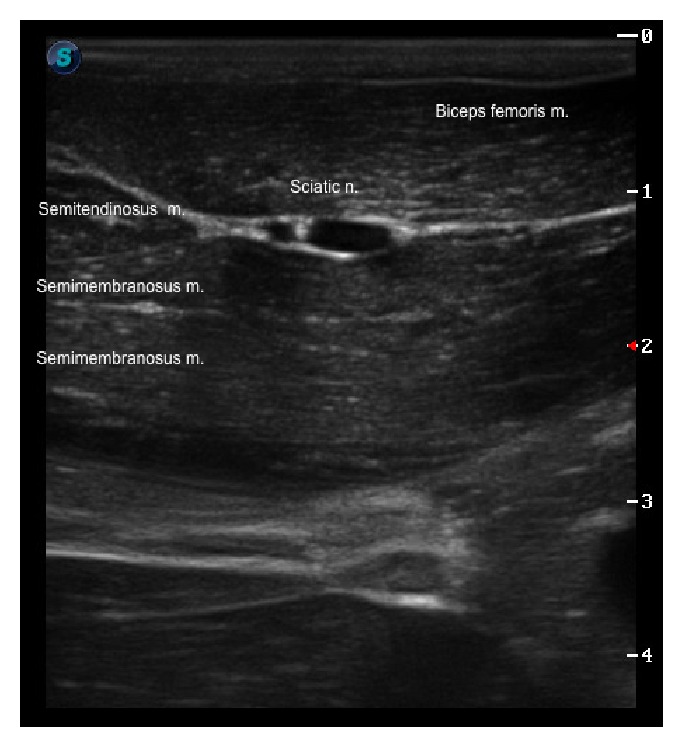 S
0
Biceps femoris m.
Sciatic n.
1
Semitendinosus m.
Semimembranosus m.
2
Semimembranosus m.
3
4